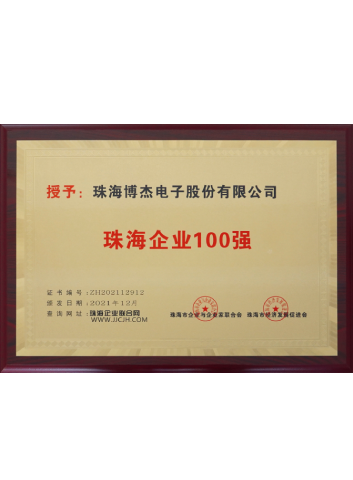 授予：珠海博杰电子股份有限公司
珠海企业100强
证书编号：ZH202112912
颁发日期：2021年12月
查询网址：珠海企业联合网
WWW.JJCJH.COM
珠海市企业与企业家联合会 珠海市经济发展促进会